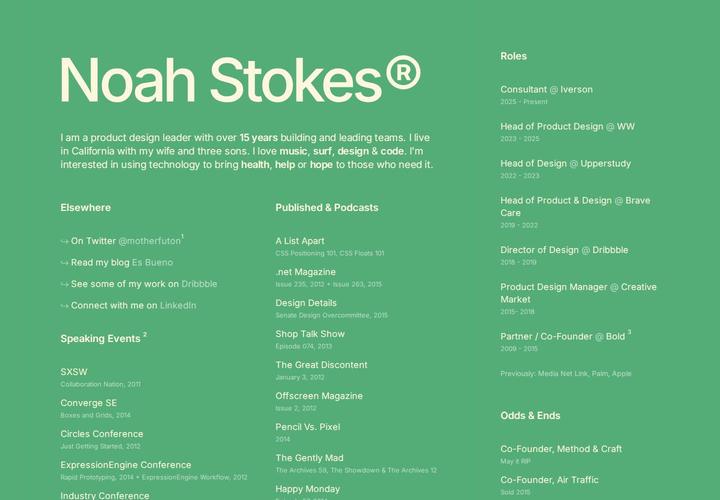 Noah Stokes®
I am a product design leader with over 15 years building and leading teams. I live
in California with my wife and three sons. I love music, surf, design & code. I'm
interested in using technology to bring health, help or hope to those who need it.
Elsewhere
↪ On Twitter @motherfuton¹
↪ Read my blog Es Bueno
↪ See some of my work on Dribbble
↪ Connect with me on LinkedIn
Speaking Events ²
SXSW
Collaboration Nation, 2011
Converge SE
Boxes and Grids, 2014
Circles Conference
Just Getting Started, 2012
ExpressionEngine Conference
Rapid Prototyping, 2014 • ExpressionEngine Workflow, 2012
Industry Conference
Published & Podcasts
A List Apart
CSS Positioning 101, CSS Floats 101
.net Magazine
Issue 235, 2012 • Issue 263, 2015
Design Details
Senate Design Overcommittee, 2015
Shop Talk Show
Episode 074, 2013
The Great Discontent
January 3, 2012
Offscreen Magazine
Issue 2, 2012
Pencil Vs. Pixel
2014
The Gently Mad
The Archives 59, The Showdown & The Archives 12
Happy Monday
Roles
Consultant @ Iverson
2025 - Present
Head of Product Design @ WW
2023 - 2025
Head of Design @ Upperstudy
2022 - 2023
Head of Product & Design @ Brave
Care
2019 - 2022
Director of Design @ Dribbble
2018 - 2019
Product Design Manager @ Creative
Market
2015- 2018
Partner / Co-Founder @ Bold ³
2009 - 2015
Previously: Media Net Link, Palm, Apple
Odds & Ends
Co-Founder, Method & Craft
May it RIP
Co-Founder, Air Traffic
Sold 2015